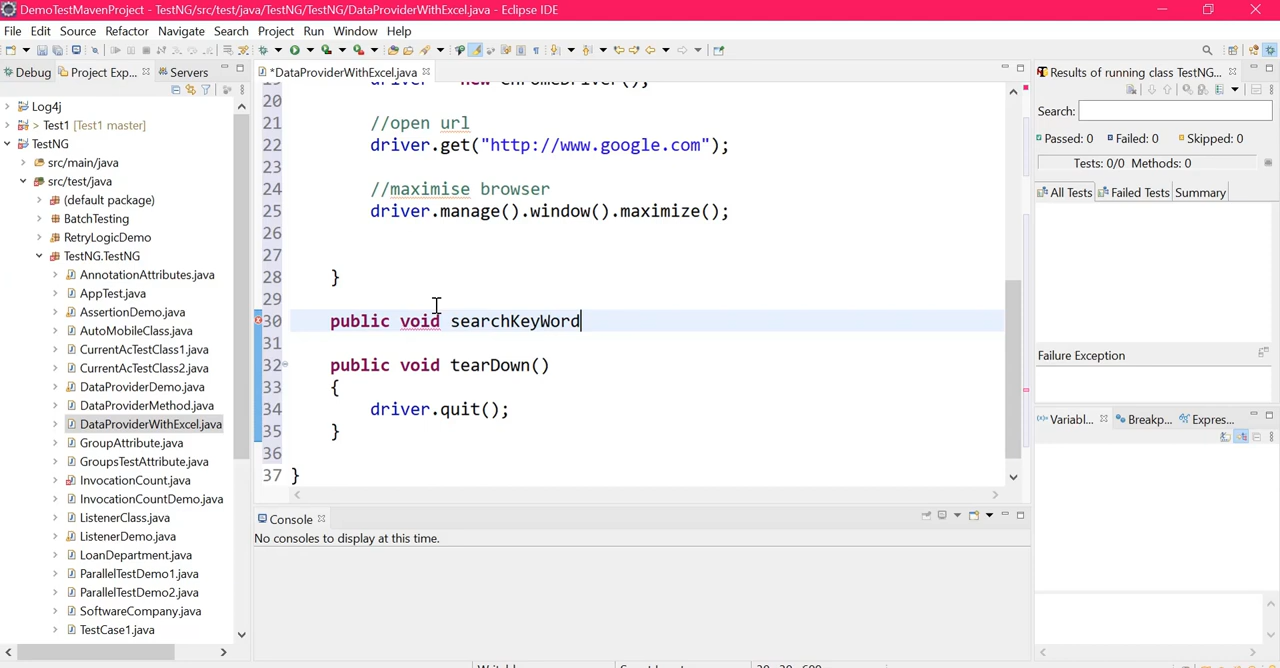 DemoTestMavenProject - TestNG/src/test/java/TestNG/TestNG/DataProviderWithExcel.java - Eclipse IDE
File Edit Source Refactor Navigate Search Project Run Window Help
Debug Project Exp... Servers
Log4j
> Test1 [Test1 master]
TestNG
src/main/java
src/test/java
(default package)
BatchTesting
RetryLogicDemo
TestNG.TestNG
AnnotationAttributes.java
AppTest.java
AssertionDemo.java
AutoMobileClass.java
CurrentAcTestClass1.java
CurrentAcTestClass2.java
DataProviderDemo.java
DataProviderMethod.java
DataProviderWithExcel.java
GroupAttribute.java
GroupsTestAttribute.java
InvocationCount.java
InvocationCountDemo.java
ListenerClass.java
ListenerDemo.java
LoanDepartment.java
ParallelTestDemo1.java
ParallelTestDemo2.java
SoftwareCompany.java
TestCase1.java
*DataProviderWithExcel.java
19 driver = new ChromeDriver();
20
21 //open url
22 driver.get("http://www.google.com");
23
24 //maximise browser
25 driver.manage().window().maximize();
26
27
28 }
29
30 public void searchKeyWord
31
32 public void tearDown()
33 {
34 driver.quit();
35 }
36
37 }
Console
No consoles to display at this time.
Results of running class TestNG...
Search:
Passed: 0 Failed: 0 Skipped: 0
Tests: 0/0 Methods: 0
All Tests Failed Tests Summary
Failure Exception
Variabl... Breakp... Expres...